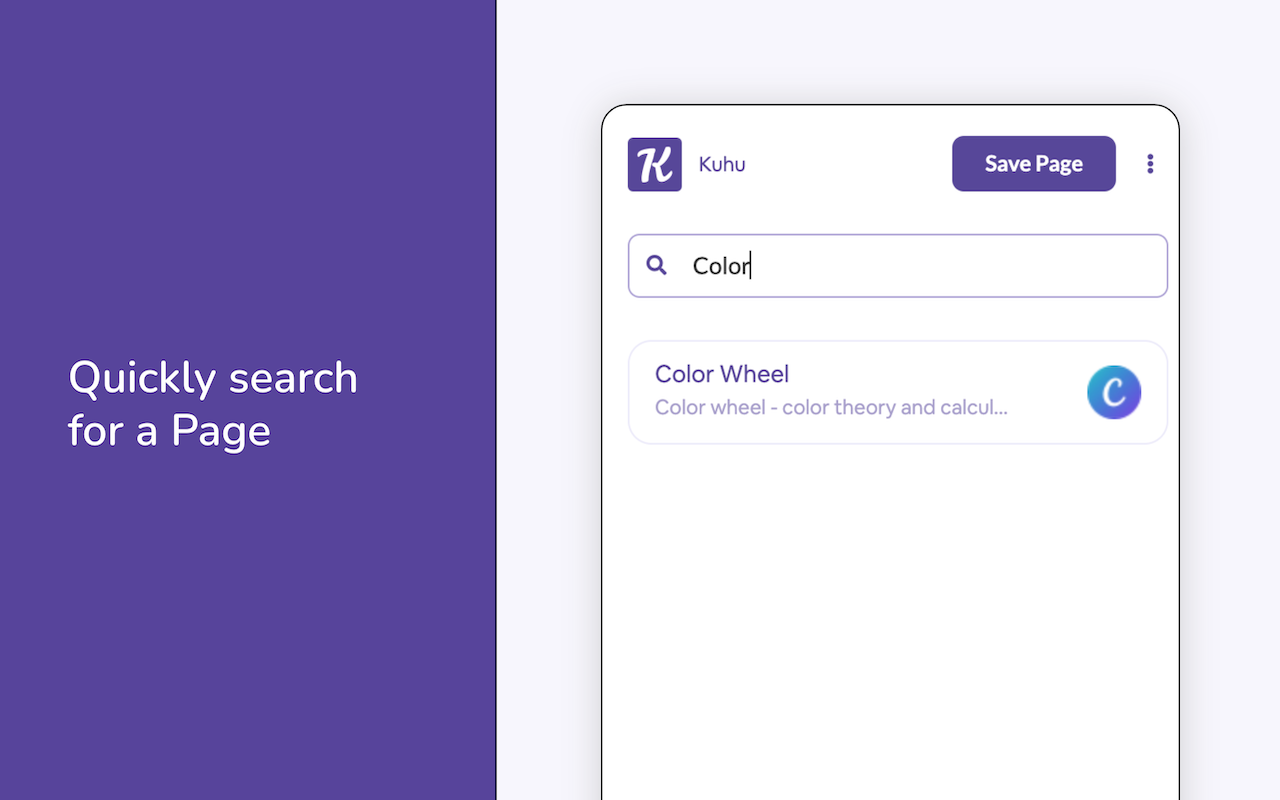 Quickly search
for a Page
K
Kuhu
Save Page
Color
Color Wheel
Color wheel - color theory and calcul...
C